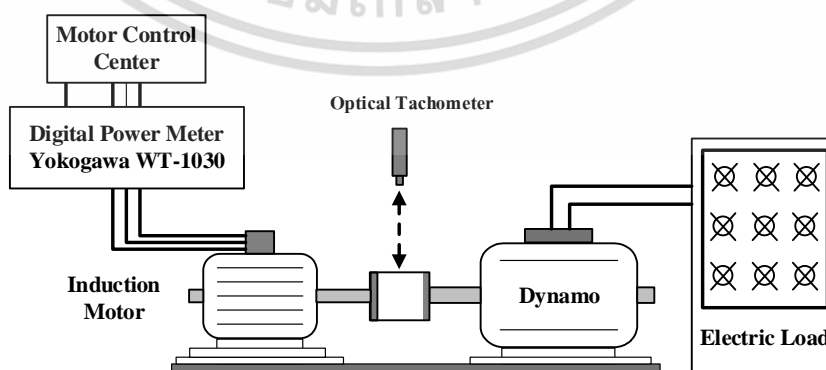 Motor Control
Center
Digital Power Meter
Yokogawa WT-1030
Optical Tachometer
Induction
Motor
Dynamo
Electric Load